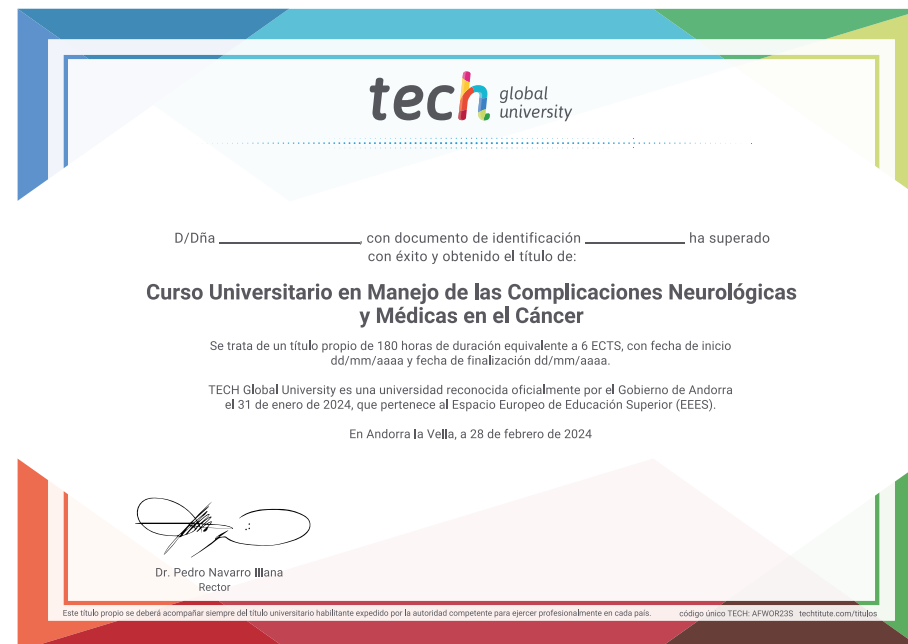 tech global university
D/Dña ____________________, con documento de identificación ______________ ha superado
con éxito y obtenido el título de:
Curso Universitario en Manejo de las Complicaciones Neurológicas
y Médicas en el Cáncer
Se trata de un título propio de 180 horas de duración equivalente a 6 ECTS, con fecha de inicio
dd/mm/aaaa y fecha de finalización dd/mm/aaaa.
TECH Global University es una universidad reconocida oficialmente por el Gobierno de Andorra
el 31 de enero de 2024, que pertenece al Espacio Europeo de Educación Superior (EEES).
En Andorra la Vella, a 28 de febrero de 2024
Dr. Pedro Navarro Illana
Rector
Este título propio se deberá acompañar siempre del título universitario habilitante expedido por la autoridad competente para ejercer profesionalmente en cada país. código único TECH: AFWOR23S techtitute.com/titulos